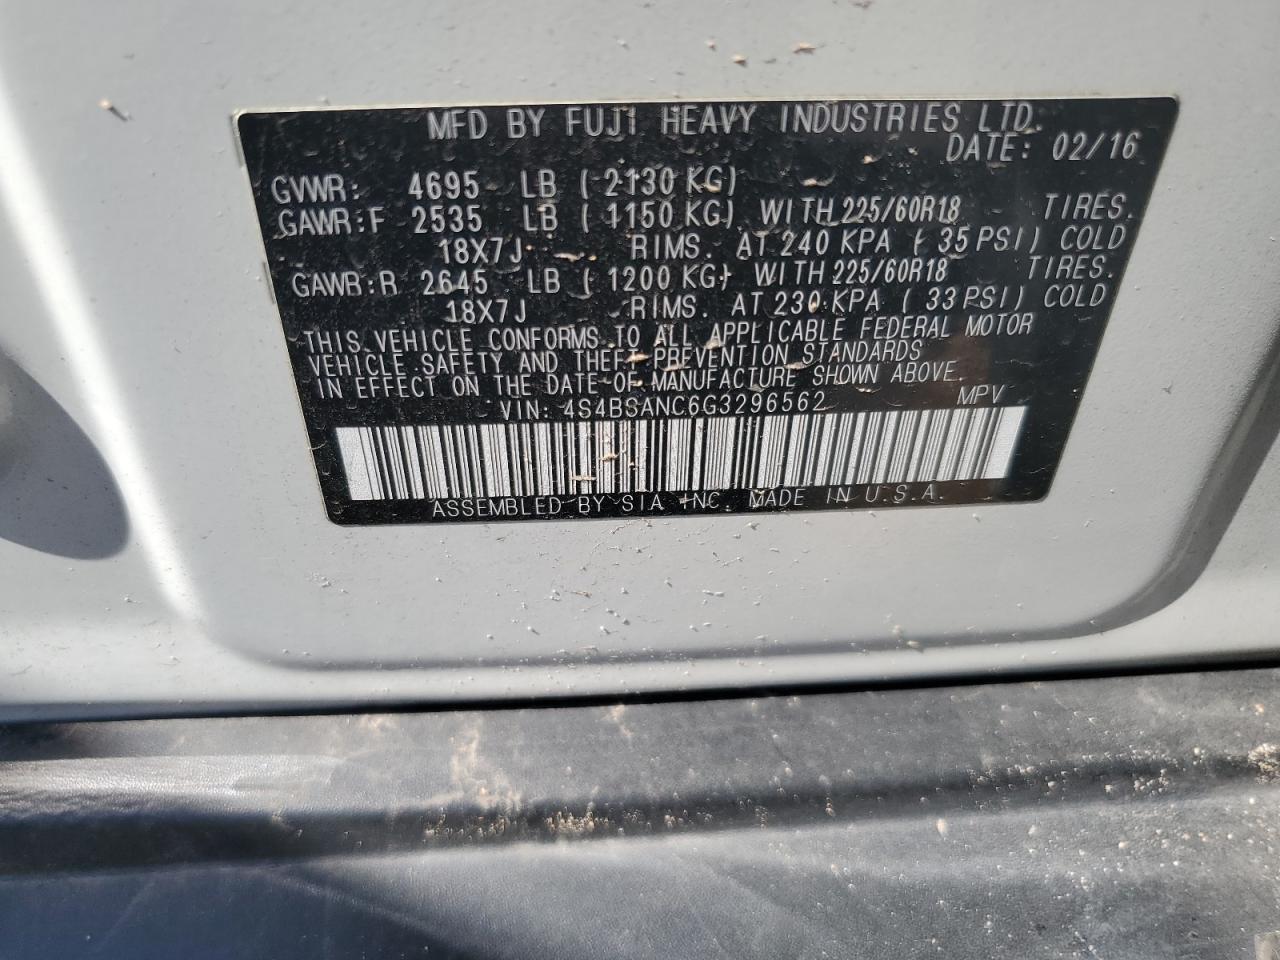 MFD BY FUJI HEAVY INDUSTRIES LTD.
DATE: 02/16
GVWR: 4695 LB ( 2130 KG)
GAWR:F 2535 LB ( 1150 KG) WITH 225/60R18 TIRES.
18X7J RIMS. AT 240 KPA ( 35 PSI) COLD
GAWR:R 2645 LB ( 1200 KG) WITH 225/60R18 TIRES.
18X7J RIMS. AT 230 KPA ( 33 PSI) COLD
THIS VEHICLE CONFORMS TO ALL APPLICABLE FEDERAL MOTOR
VEHICLE SAFETY AND THEFT PREVENTION STANDARDS
IN EFFECT ON THE DATE OF MANUFACTURE SHOWN ABOVE.
VIN: 4S4BSANC6G3296562 MPV
ASSEMBLED BY SIA INC. MADE IN U.S.A.